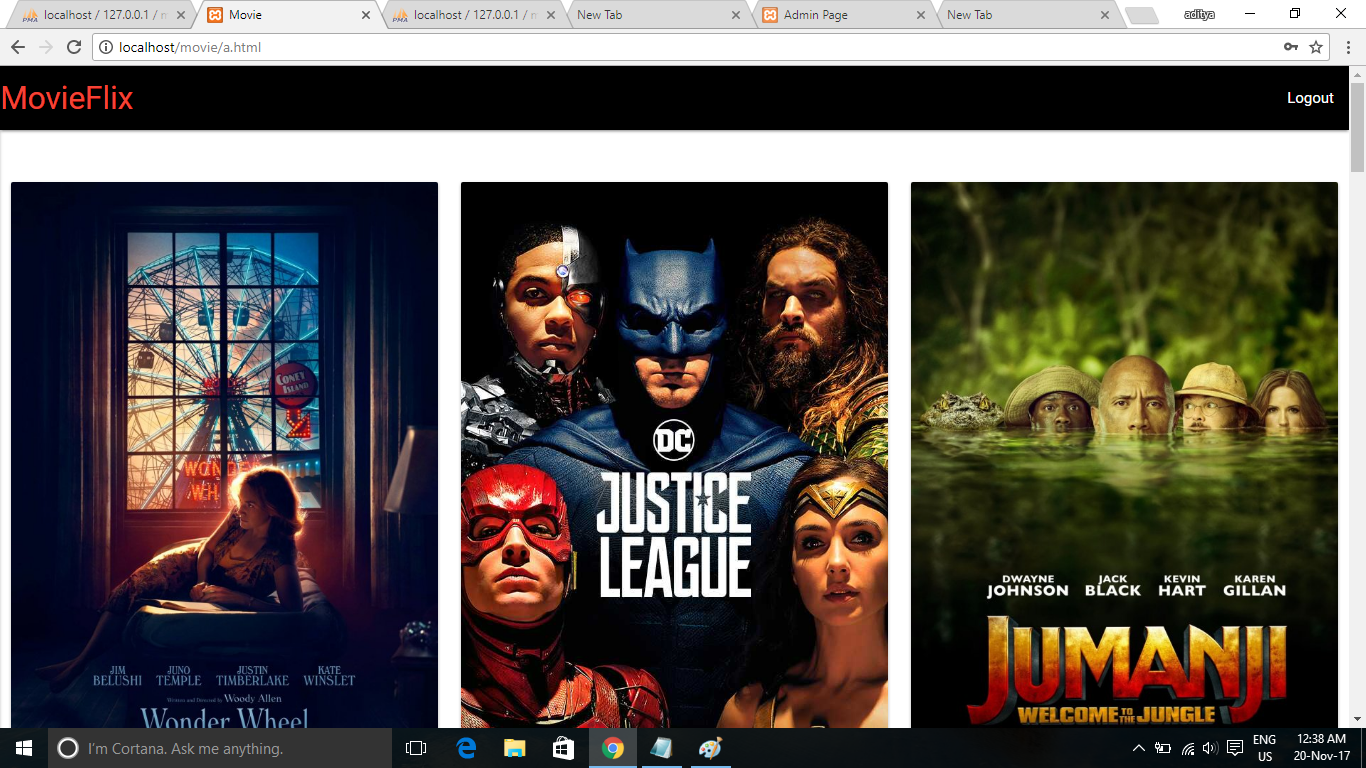 localhost / 127.0.0.1 / m
Movie
localhost / 127.0.0.1 / m
New Tab
Admin Page
New Tab
aditya
localhost/movie/a.html
MovieFlix
Logout
CONEY
ISLAND
WONDER
WH
JIM
BELUSHI
JUNO
TEMPLE
JUSTIN
TIMBERLAKE
KATE
WINSLET
Written and Directed by Woody Allen
Wonder Wheel
DC
JUSTICE
LEAGUE
DWAYNE
JOHNSON
JACK
BLACK
KEVIN
HART
KAREN
GILLAN
JUMANJI
WELCOME TO THE JUNGLE
I'm Cortana. Ask me anything.
ENG
US
12:38 AM
20-Nov-17